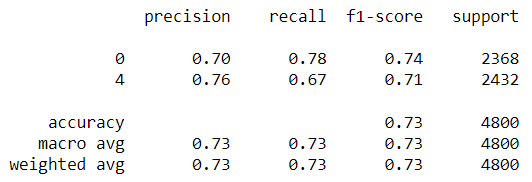 precision recall f1-score support
0 0.70 0.78 0.74 2368
4 0.76 0.67 0.71 2432
accuracy 0.73 4800
macro avg 0.73 0.73 0.73 4800
weighted avg 0.73 0.73 0.73 4800